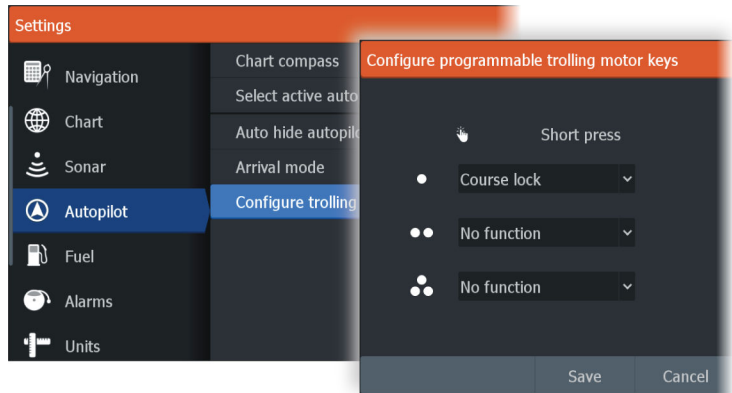 Settings
Navigation
Chart
Sonar
Autopilot
Fuel
Alarms
Units
Chart compass
Select active auto
Auto hide autopilo
Arrival mode
Configure trolling
Configure programmable trolling motor keys
Short press
Course lock
No function
No function
Save Cancel